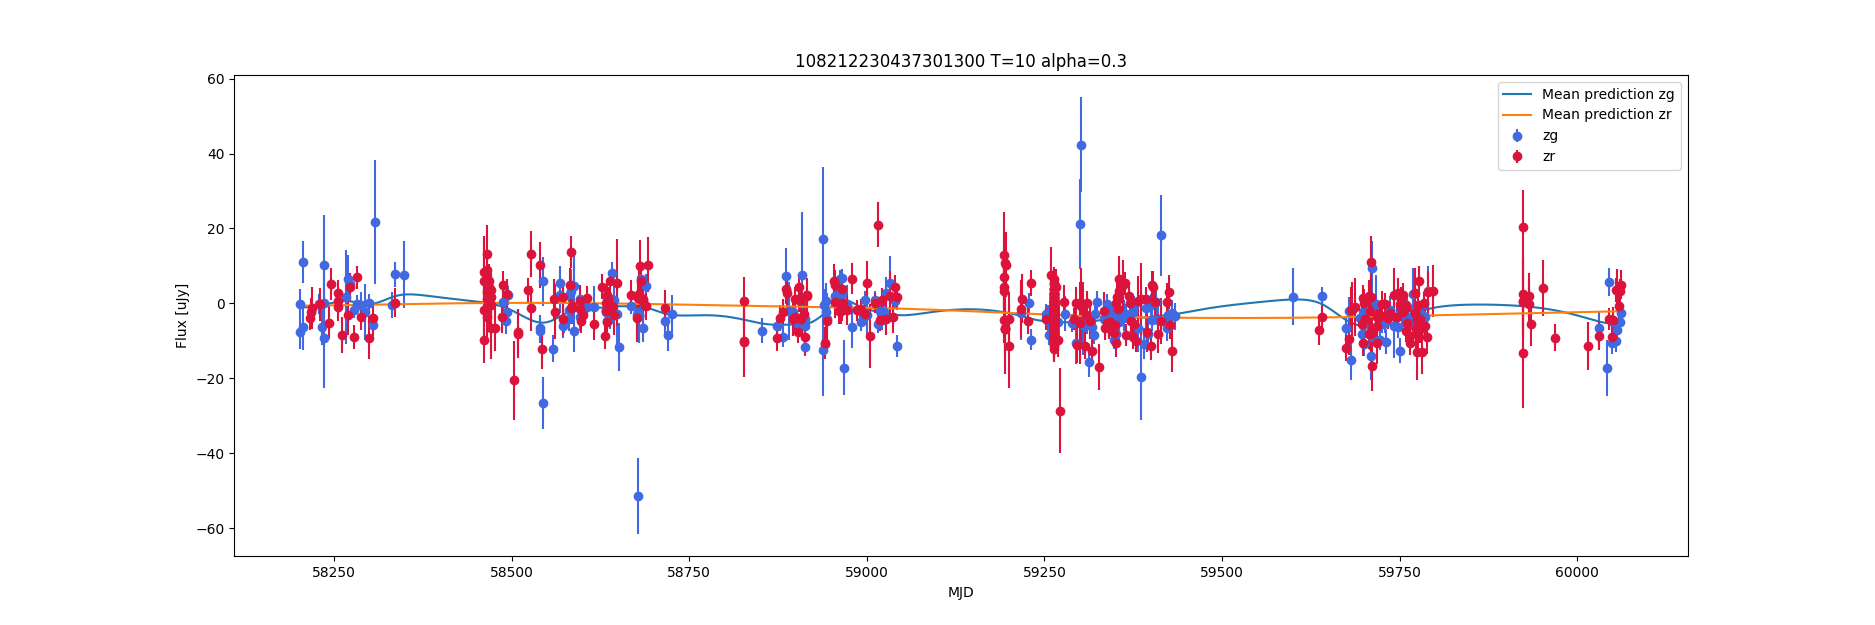 108212230437301300 T=10 alpha=0.3
60
40
20
0
−20
−40
−60
Flux [uJy]
58250
58500
58750
59000
59250
59500
59750
60000
MJD
Mean prediction zg
Mean prediction zr
zg
zr